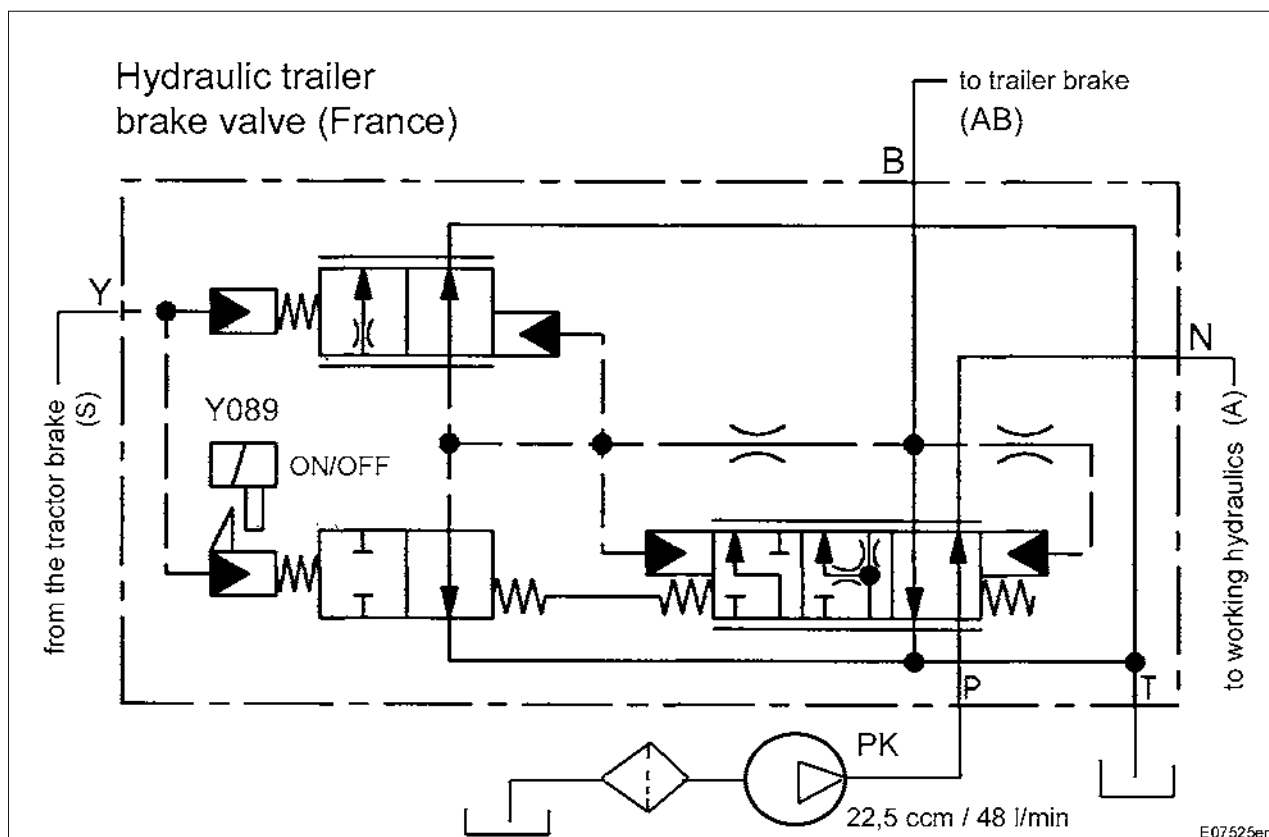 Hydraulic trailer
brake valve (France)
to trailer brake
(AB)
B
Y
N
from the tractor brake
(S)
Y089
ON/OFF
to working hydraulics (A)
P
T
PK
22,5 ccm / 48 l/min
E07525en